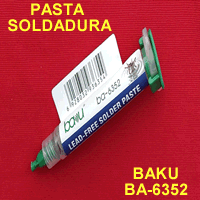 PASTA
SOLDADURA
baku
ba-6352
LEAD-FREE SOLDER PASTE
BAKU
BA-6352